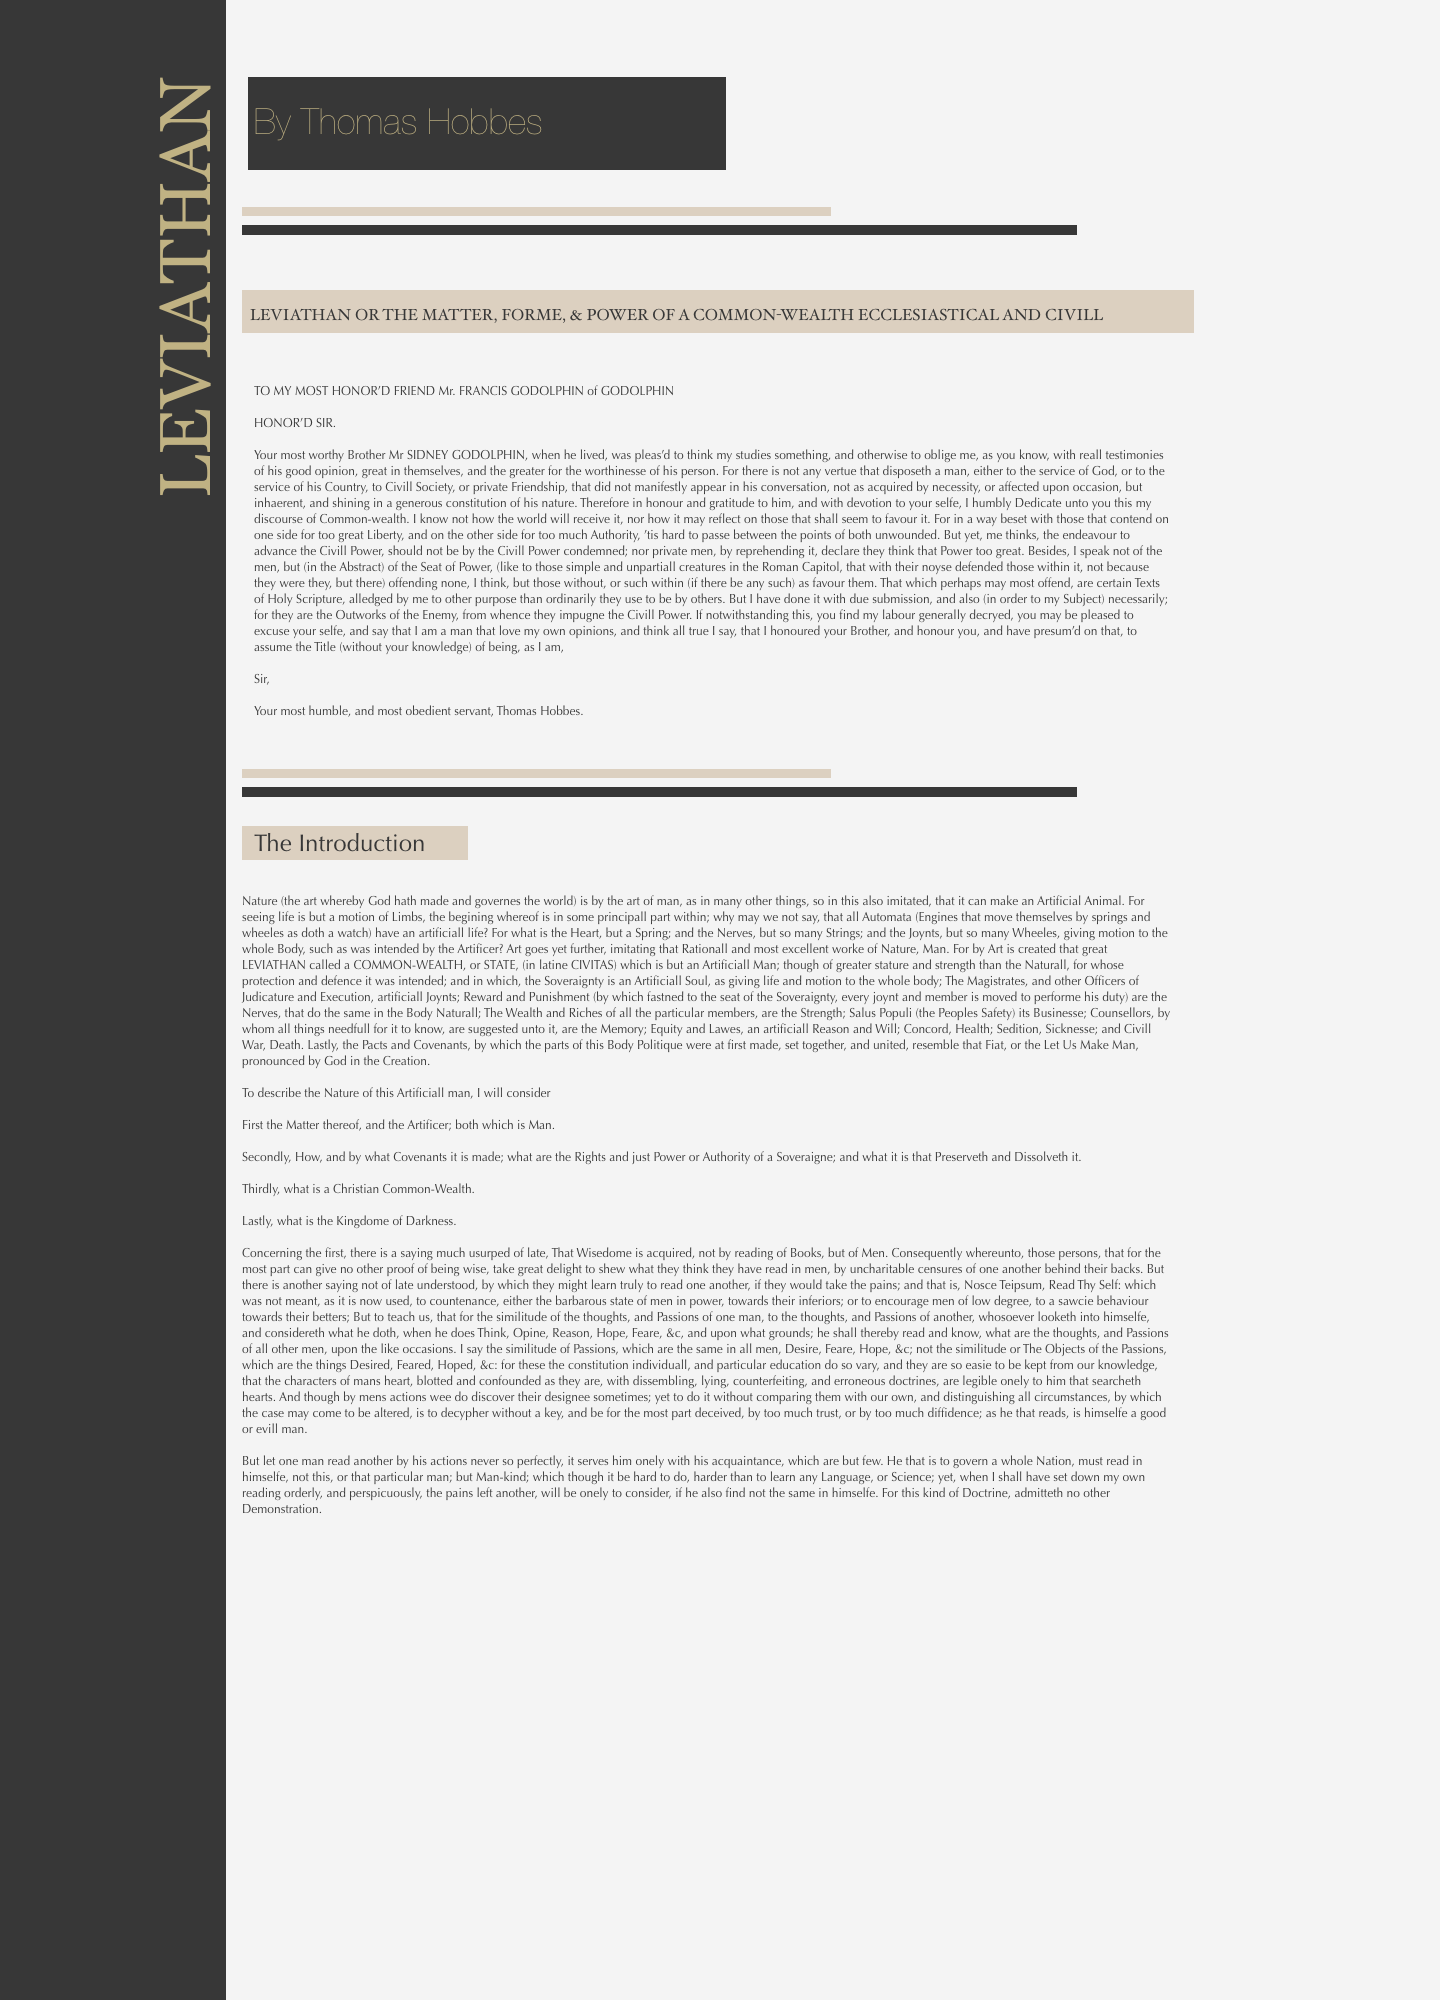 LEVIATHAN
By Thomas Hobbes
LEVIATHAN OR THE MATTER, FORME, & POWER OF A COMMON-WEALTH ECCLESIASTICAL AND CIVILL
TO MY MOST HONOR’D FRIEND Mr. FRANCIS GODOLPHIN of GODOLPHIN
HONOR’D SIR.
Your most worthy Brother Mr SIDNEY GODOLPHIN, when he lived, was pleas’d to think my studies something, and otherwise to oblige me, as you know, with reall testimonies
of his good opinion, great in themselves, and the greater for the worthinesse of his person. For there is not any vertue that disposeth a man, either to the service of God, or to the
service of his Country, to Civill Society, or private Friendship, that did not manifestly appear in his conversation, not as acquired by necessity, or affected upon occasion, but
inhaerent, and shining in a generous constitution of his nature. Therefore in honour and gratitude to him, and with devotion to your selfe, I humbly Dedicate unto you this my
discourse of Common-wealth. I know not how the world will receive it, nor how it may reflect on those that shall seem to favour it. For in a way beset with those that contend on
one side for too great Liberty, and on the other side for too much Authority, ’tis hard to passe between the points of both unwounded. But yet, me thinks, the endeavour to
advance the Civill Power, should not be by the Civill Power condemned; nor private men, by reprehending it, declare they think that Power too great. Besides, I speak not of the
men, but (in the Abstract) of the Seat of Power, (like to those simple and unpartiall creatures in the Roman Capitol, that with their noyse defended those within it, not because
they were they, but there) offending none, I think, but those without, or such within (if there be any such) as favour them. That which perhaps may most offend, are certain Texts
of Holy Scripture, alledged by me to other purpose than ordinarily they use to be by others. But I have done it with due submission, and also (in order to my Subject) necessarily;
for they are the Outworks of the Enemy, from whence they impugne the Civill Power. If notwithstanding this, you find my labour generally decryed, you may be pleased to
excuse your selfe, and say that I am a man that love my own opinions, and think all true I say, that I honoured your Brother, and honour you, and have presum’d on that, to
assume the Title (without your knowledge) of being, as I am,
Sir,
Your most humble, and most obedient servant, Thomas Hobbes.
The Introduction
Nature (the art whereby God hath made and governes the world) is by the art of man, as in many other things, so in this also imitated, that it can make an Artificial Animal. For
seeing life is but a motion of Limbs, the begining whereof is in some principall part within; why may we not say, that all Automata (Engines that move themselves by springs and
wheeles as doth a watch) have an artificiall life? For what is the Heart, but a Spring; and the Nerves, but so many Strings; and the Joynts, but so many Wheeles, giving motion to the
whole Body, such as was intended by the Artificer? Art goes yet further, imitating that Rationall and most excellent worke of Nature, Man. For by Art is created that great
LEVIATHAN called a COMMON-WEALTH, or STATE, (in latine CIVITAS) which is but an Artificiall Man; though of greater stature and strength than the Naturall, for whose
protection and defence it was intended; and in which, the Soveraignty is an Artificiall Soul, as giving life and motion to the whole body; The Magistrates, and other Officers of
Judicature and Execution, artificiall Joynts; Reward and Punishment (by which fastned to the seat of the Soveraignty, every joynt and member is moved to performe his duty) are the
Nerves, that do the same in the Body Naturall; The Wealth and Riches of all the particular members, are the Strength; Salus Populi (the Peoples Safety) its Businesse; Counsellors, by
whom all things needfull for it to know, are suggested unto it, are the Memory; Equity and Lawes, an artificiall Reason and Will; Concord, Health; Sedition, Sicknesse; and Civill
War, Death. Lastly, the Pacts and Covenants, by which the parts of this Body Politique were at first made, set together, and united, resemble that Fiat, or the Let Us Make Man,
pronounced by God in the Creation.
To describe the Nature of this Artificiall man, I will consider
First the Matter thereof, and the Artificer; both which is Man.
Secondly, How, and by what Covenants it is made; what are the Rights and just Power or Authority of a Soveraigne; and what it is that Preserveth and Dissolveth it.
Thirdly, what is a Christian Common-Wealth.
Lastly, what is the Kingdome of Darkness.
Concerning the first, there is a saying much usurped of late, That Wisedome is acquired, not by reading of Books, but of Men. Consequently whereunto, those persons, that for the
most part can give no other proof of being wise, take great delight to shew what they think they have read in men, by uncharitable censures of one another behind their backs. But
there is another saying not of late understood, by which they might learn truly to read one another, if they would take the pains; and that is, Nosce Teipsum, Read Thy Self: which
was not meant, as it is now used, to countenance, either the barbarous state of men in power, towards their inferiors; or to encourage men of low degree, to a sawcie behaviour
towards their betters; But to teach us, that for the similitude of the thoughts, and Passions of one man, to the thoughts, and Passions of another, whosoever looketh into himselfe,
and considereth what he doth, when he does Think, Opine, Reason, Hope, Feare, &c, and upon what grounds; he shall thereby read and know, what are the thoughts, and Passions
of all other men, upon the like occasions. I say the similitude of Passions, which are the same in all men, Desire, Feare, Hope, &c; not the similitude or The Objects of the Passions,
which are the things Desired, Feared, Hoped, &c: for these the constitution individuall, and particular education do so vary, and they are so easie to be kept from our knowledge,
that the characters of mans heart, blotted and confounded as they are, with dissembling, lying, counterfeiting, and erroneous doctrines, are legible onely to him that searcheth
hearts. And though by mens actions wee do discover their designee sometimes; yet to do it without comparing them with our own, and distinguishing all circumstances, by which
the case may come to be altered, is to decypher without a key, and be for the most part deceived, by too much trust, or by too much diffidence; as he that reads, is himselfe a good
or evill man.
But let one man read another by his actions never so perfectly, it serves him onely with his acquaintance, which are but few. He that is to govern a whole Nation, must read in
himselfe, not this, or that particular man; but Man-kind; which though it be hard to do, harder than to learn any Language, or Science; yet, when I shall have set down my own
reading orderly, and perspicuously, the pains left another, will be onely to consider, if he also find not the same in himselfe. For this kind of Doctrine, admitteth no other
Demonstration.